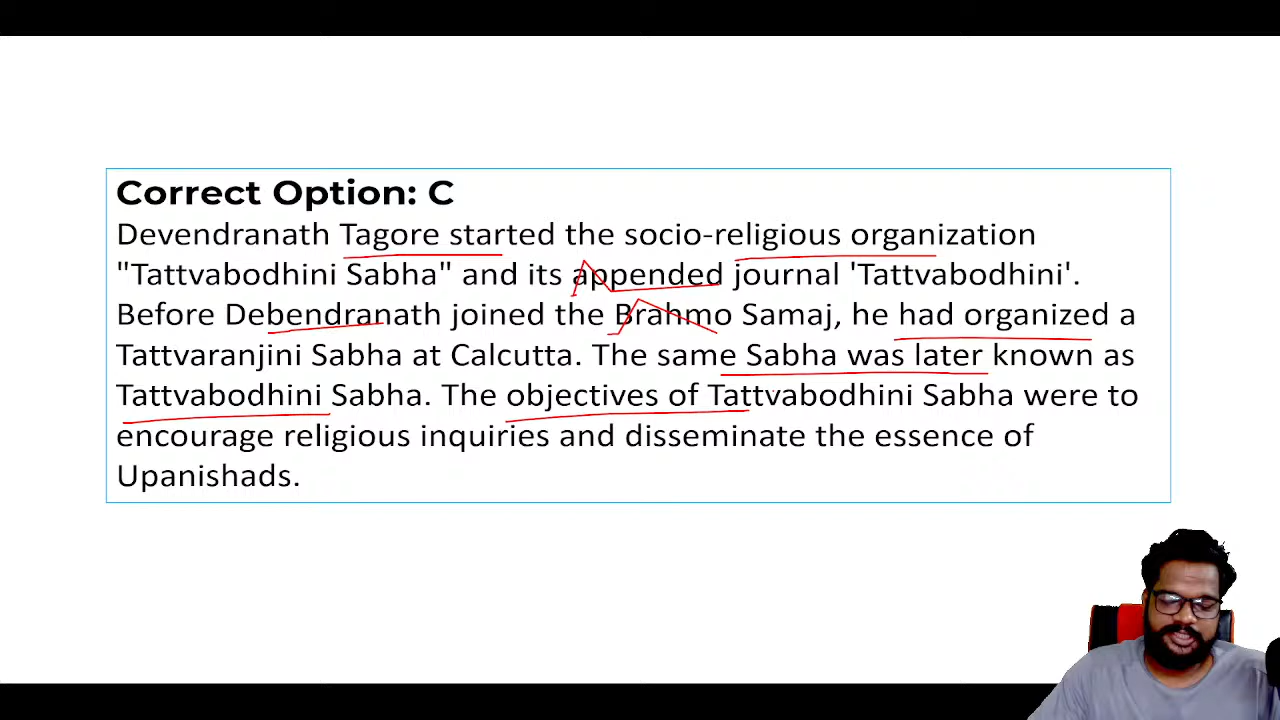 Correct Option: C
Devendranath Tagore started the socio-religious organization
"Tattvabodhini Sabha" and its appended journal 'Tattvabodhini'.
Before Debendranath joined the Brahmo Samaj, he had organized a
Tattvaranjini Sabha at Calcutta. The same Sabha was later known as
Tattvabodhini Sabha. The objectives of Tattvabodhini Sabha were to
encourage religious inquiries and disseminate the essence of
Upanishads.